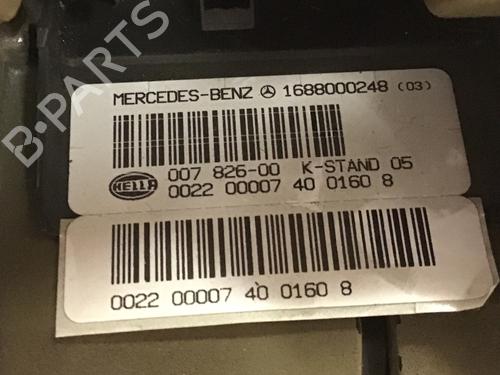 B-PARTS
MERCEDES-BENZ 1688000248 (03)
HELLA
007 826-00 K-STAND 05
0022 00007 40 0160 8
0022 00007 40 0160 8